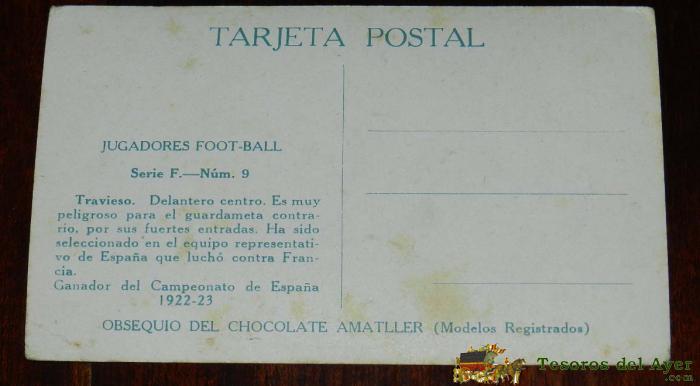 TARJETA POSTAL
JUGADORES FOOT-BALL
Serie F.—Núm. 9
Travieso. Delantero centro. Es muy
peligroso para el guardameta contra-
rio, por sus fuertes entradas. Ha sido
seleccionado en el equipo representati-
vo de España que luchó contra Fran-
cia.
Ganador del Campeonato de España
1922-23
OBSEQUIO DEL CHOCOLATE AMATLLER (Modelos Registrados)
Tesoros del Ayer
.com